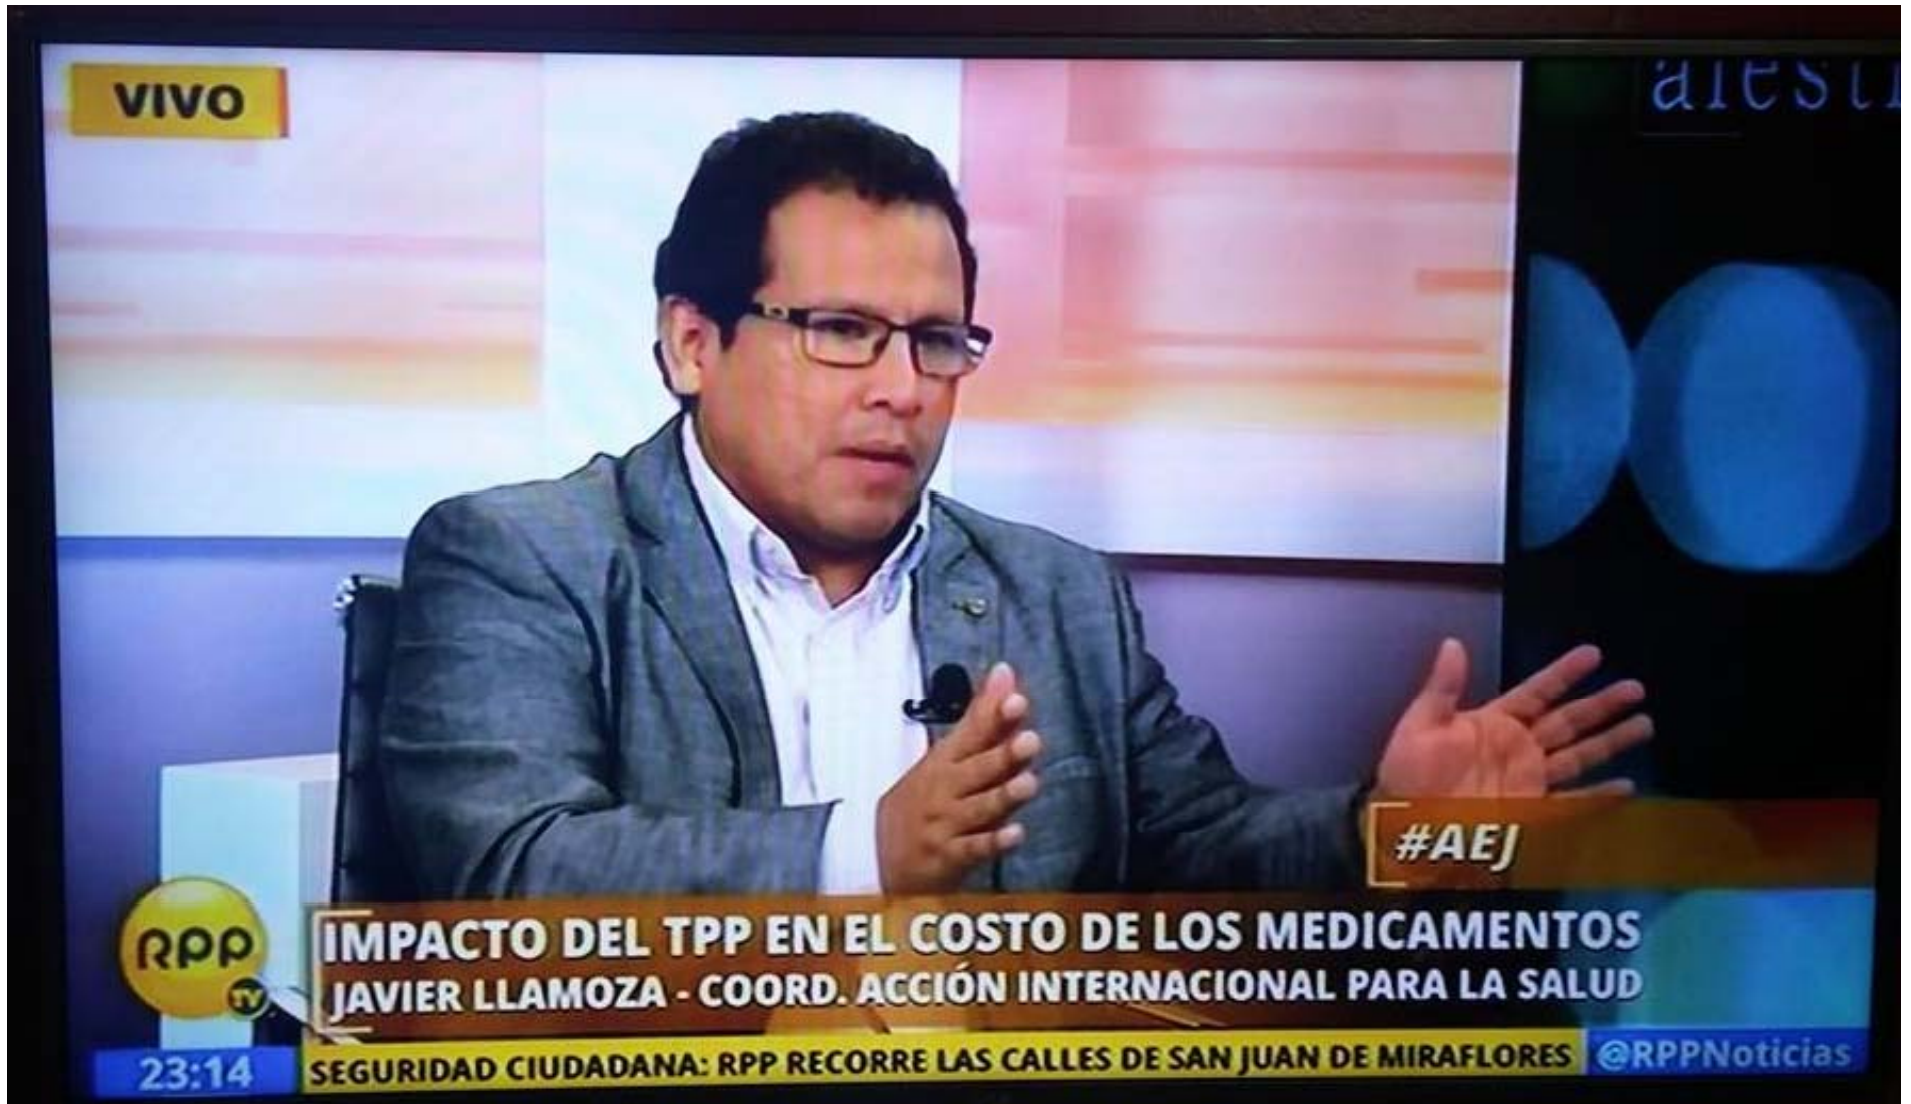 VIVO
#AEJ
IMPACTO DEL TPP EN EL COSTO DE LOS MEDICAMENTOS
JAVIER LLAMOZA - COORD. ACCIÓN INTERNACIONAL PARA LA SALUD
RPP
TV
23:14
SEGURIDAD CIUDADANA: RPP RECORRE LAS CALLES DE SAN JUAN DE MIRAFLORES
@RPPNoticias